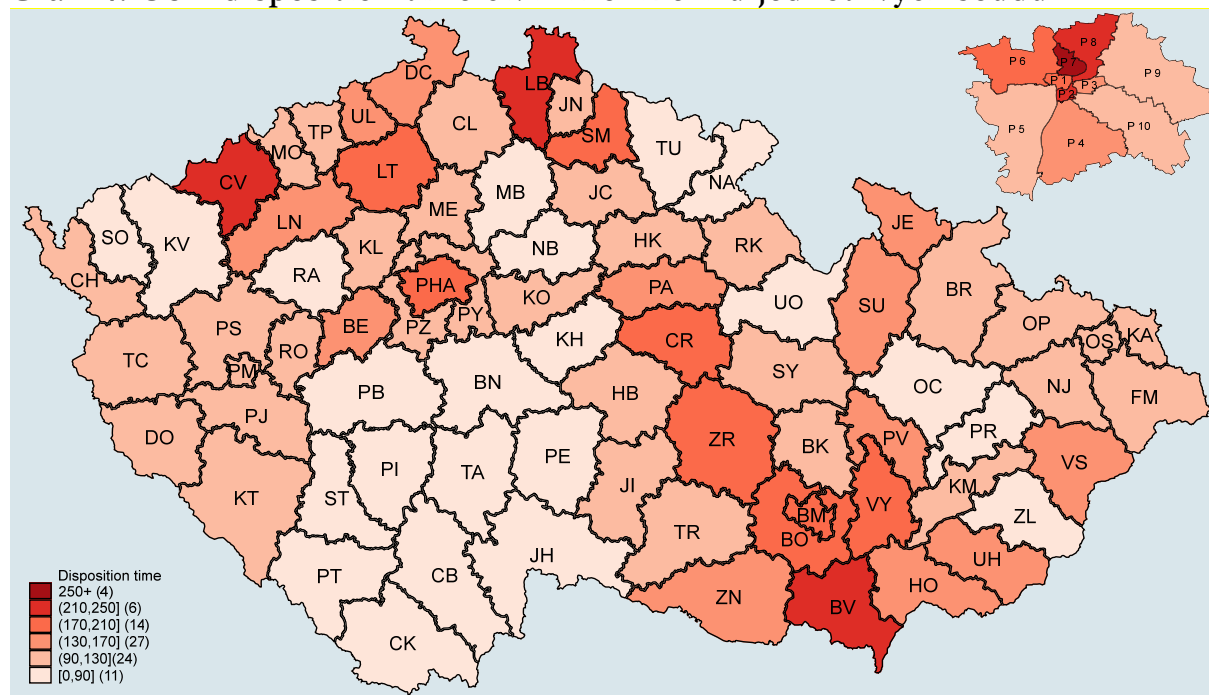 DC
LB
P 8
P 6
P 7
P 9
JN
P 1
P 3
P 2
UL
TP
CL
SM
MO
TU
P 5
P 10
P 4
CV
LT
NA
MB
ME
JC
LN
JE
SO
KV
KL
HK
RK
NB
RA
CH
PHA
PA
BR
KO
UO
SU
PY
OP
PS
BE
PZ
KA
OS
RO
KH
CR
TC
PM
SY
BN
OC
NJ
PB
HB
FM
PJ
DO
ZR
BK
PV
PR
PE
VS
PI
TA
KT
ST
JI
KM
VY
BM
ZL
TR
BO
JH
UH
PT
CB
HO
ZN
BV
CK
Disposition time
250+ (4)
(210,250] (6)
(170,210] (14)
(130,170] (27)
(90,130](24)
[0,90] (11)